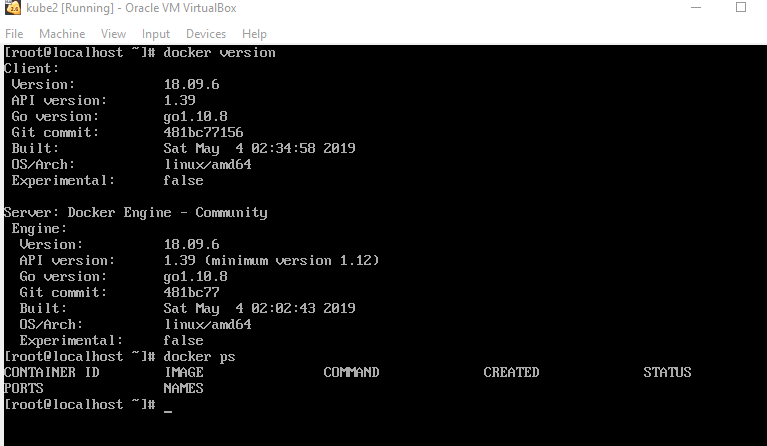 kube2 [Running] - Oracle VM VirtualBox
File Machine View Input Devices Help
[root@localhost ~]# docker version
Client:
 Version:           18.09.6
 API version:       1.39
 Go version:        go1.10.8
 Git commit:        481bc77156
 Built:             Sat May  4 02:34:58 2019
 OS/Arch:           linux/amd64
 Experimental:      false

Server: Docker Engine - Community
 Engine:
  Version:          18.09.6
  API version:      1.39 (minimum version 1.12)
  Go version:       go1.10.8
  Git commit:       481bc77
  Built:            Sat May  4 02:02:43 2019
  OS/Arch:          linux/amd64
  Experimental:     false
[root@localhost ~]# docker ps
CONTAINER ID        IMAGE               COMMAND             CREATED             STATUS
PORTS               NAMES
[root@localhost ~]# _